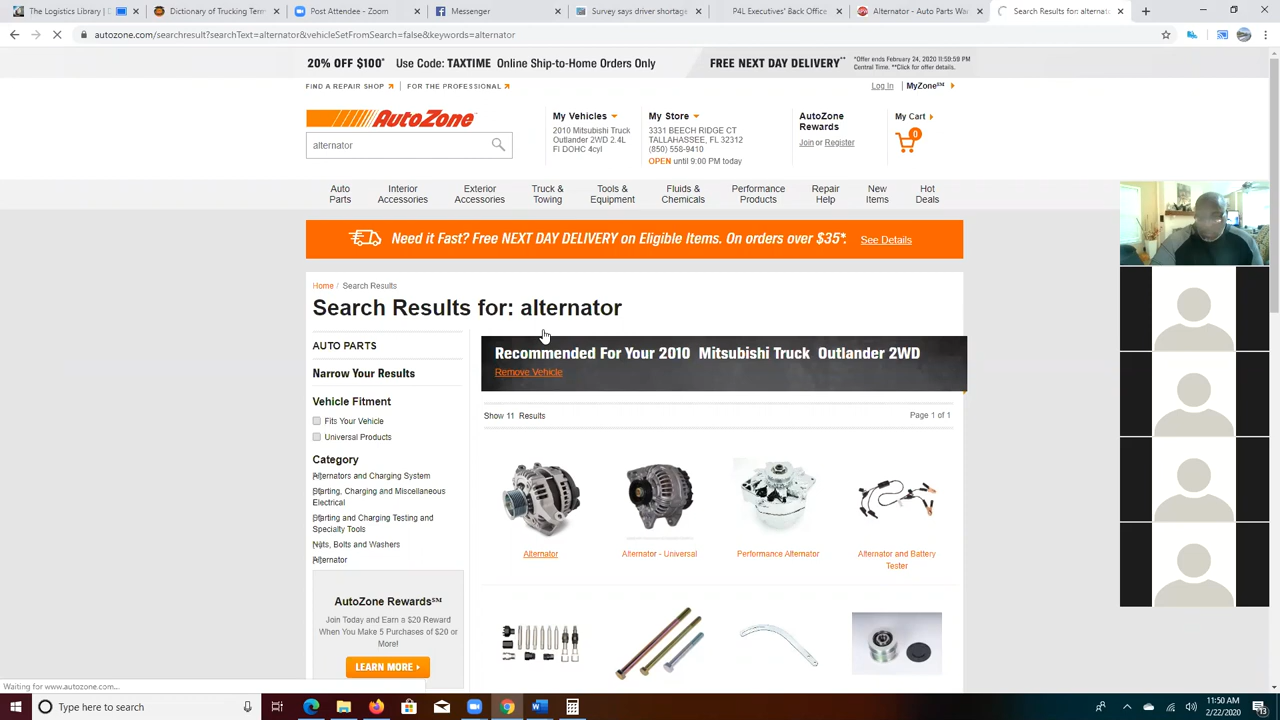 The Logistics Library |
Dictionary of Trucking Term
Video Attendees
Messenger
survey on driver shortage
Performances Back Office
Making Your Passive Income Wa
Search Results for: alternator
autozone.com/searchresult?searchText=alternator&vehicleSetFromSearch=false&keywords=alternator
20% OFF $100* Use Code: TAXTIME Online Ship-to-Home Orders Only
FREE NEXT DAY DELIVERY**
*Offer ends February 24, 2020 11:59:59 PM
Central Time. **Click for offer details.
FIND A REPAIR SHOP
FOR THE PROFESSIONAL
Log In
MyZone℠
AutoZone
alternator
My Vehicles
2010 Mitsubishi Truck
Outlander 2WD 2.4L
FI DOHC 4cyl
My Store
3331 BEECH RIDGE CT
TALLAHASSEE, FL 32312
(850) 558-9410
OPEN until 9:00 PM today
AutoZone
Rewards
Join or Register
My Cart
0
Auto
Parts
Interior
Accessories
Exterior
Accessories
Truck &
Towing
Tools &
Equipment
Fluids &
Chemicals
Performance
Products
Repair
Help
New
Items
Hot
Deals
Need it Fast? Free NEXT DAY DELIVERY on Eligible Items. On orders over $35*.
See Details
Home / Search Results
Search Results for: alternator
AUTO PARTS
Narrow Your Results
Vehicle Fitment
Fits Your Vehicle
Universal Products
Category
Alternators and Charging System
Starting, Charging and Miscellaneous
Electrical
Starting and Charging Testing and
Specialty Tools
Nuts, Bolts and Washers
Alternator
AutoZone Rewards℠
Join Today and Earn a $20 Reward
When You Make 5 Purchases of $20 or
More!
LEARN MORE
Recommended For Your 2010 Mitsubishi Truck Outlander 2WD
Remove Vehicle
Show 11 Results
Page 1 of 1
Alternator
Alternator - Universal
Performance Alternator
Alternator and Battery
Tester
Waiting for www.autozone.com...
Type here to search
11:50 AM
2/22/2020
13